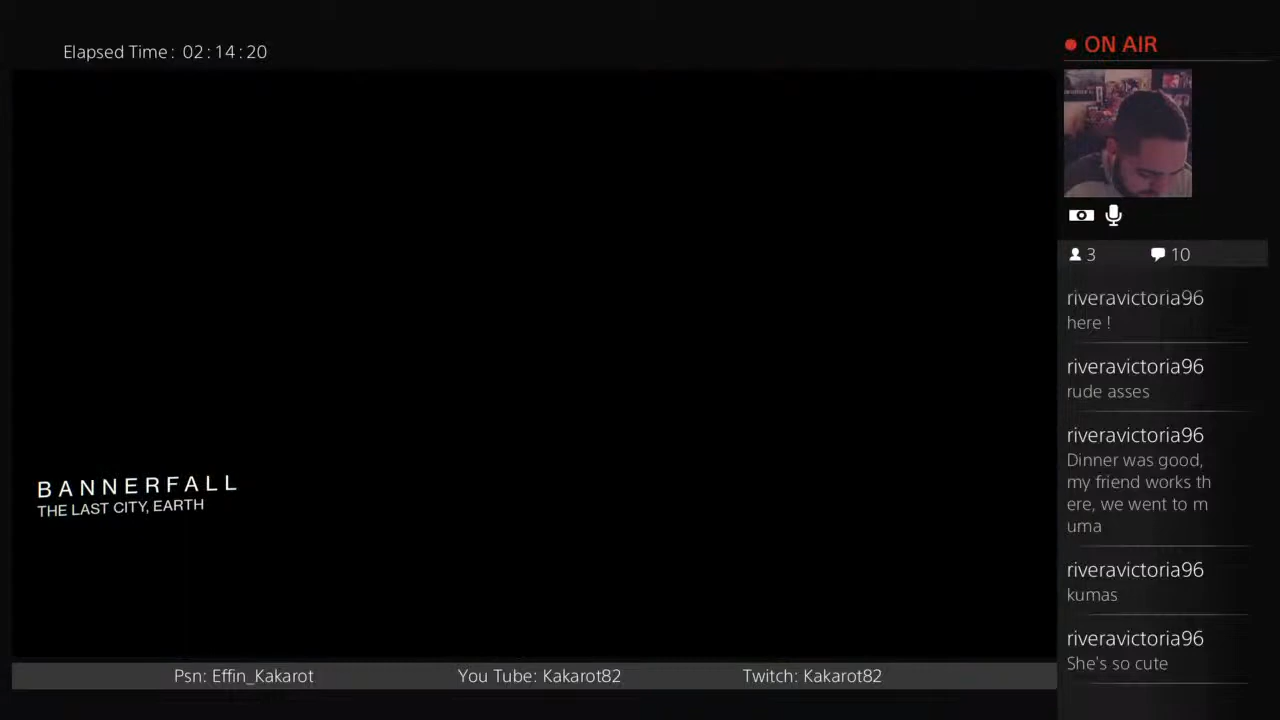 Elapsed Time: 02:14:20
ON AIR
3 10
riveravictoria96
here !
riveravictoria96
rude asses
riveravictoria96
Dinner was good,
my friend works th
ere, we went to m
uma
riveravictoria96
kumas
riveravictoria96
She's so cute
BANNERFALL
THE LAST CITY, EARTH
Psn: Effin_Kakarot You Tube: Kakarot82 Twitch: Kakarot82